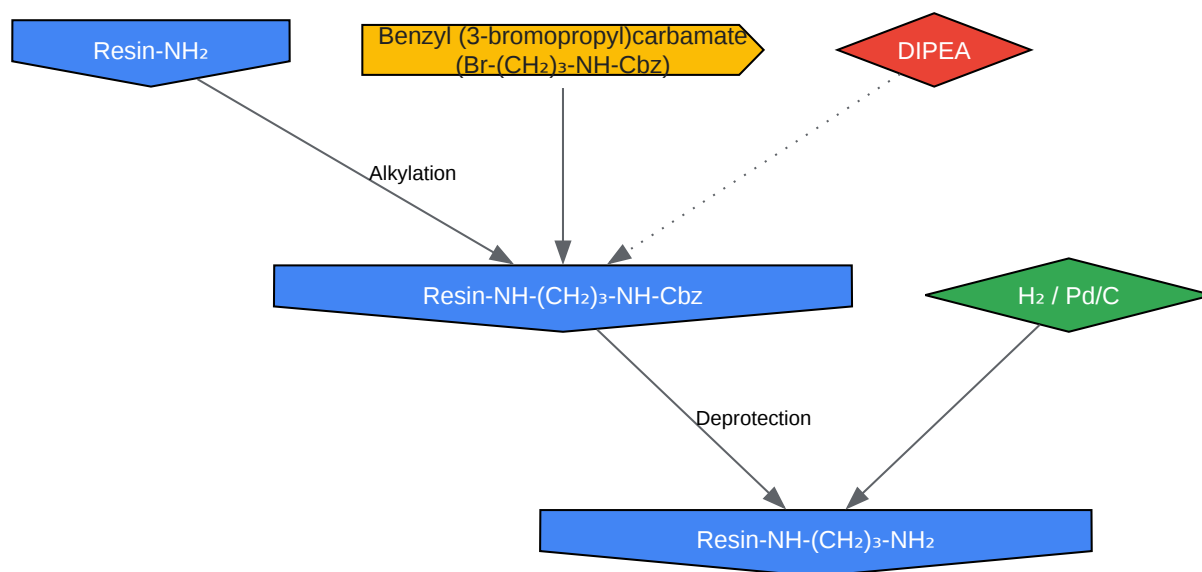 Resin-NH₂
Benzyl (3-bromopropyl)carbamate
(Br-(CH₂)₃-NH-Cbz)
DIPEA
Alkylation
Resin-NH-(CH₂)₃-NH-Cbz
H₂ / Pd/C
Deprotection
Resin-NH-(CH₂)₃-NH₂